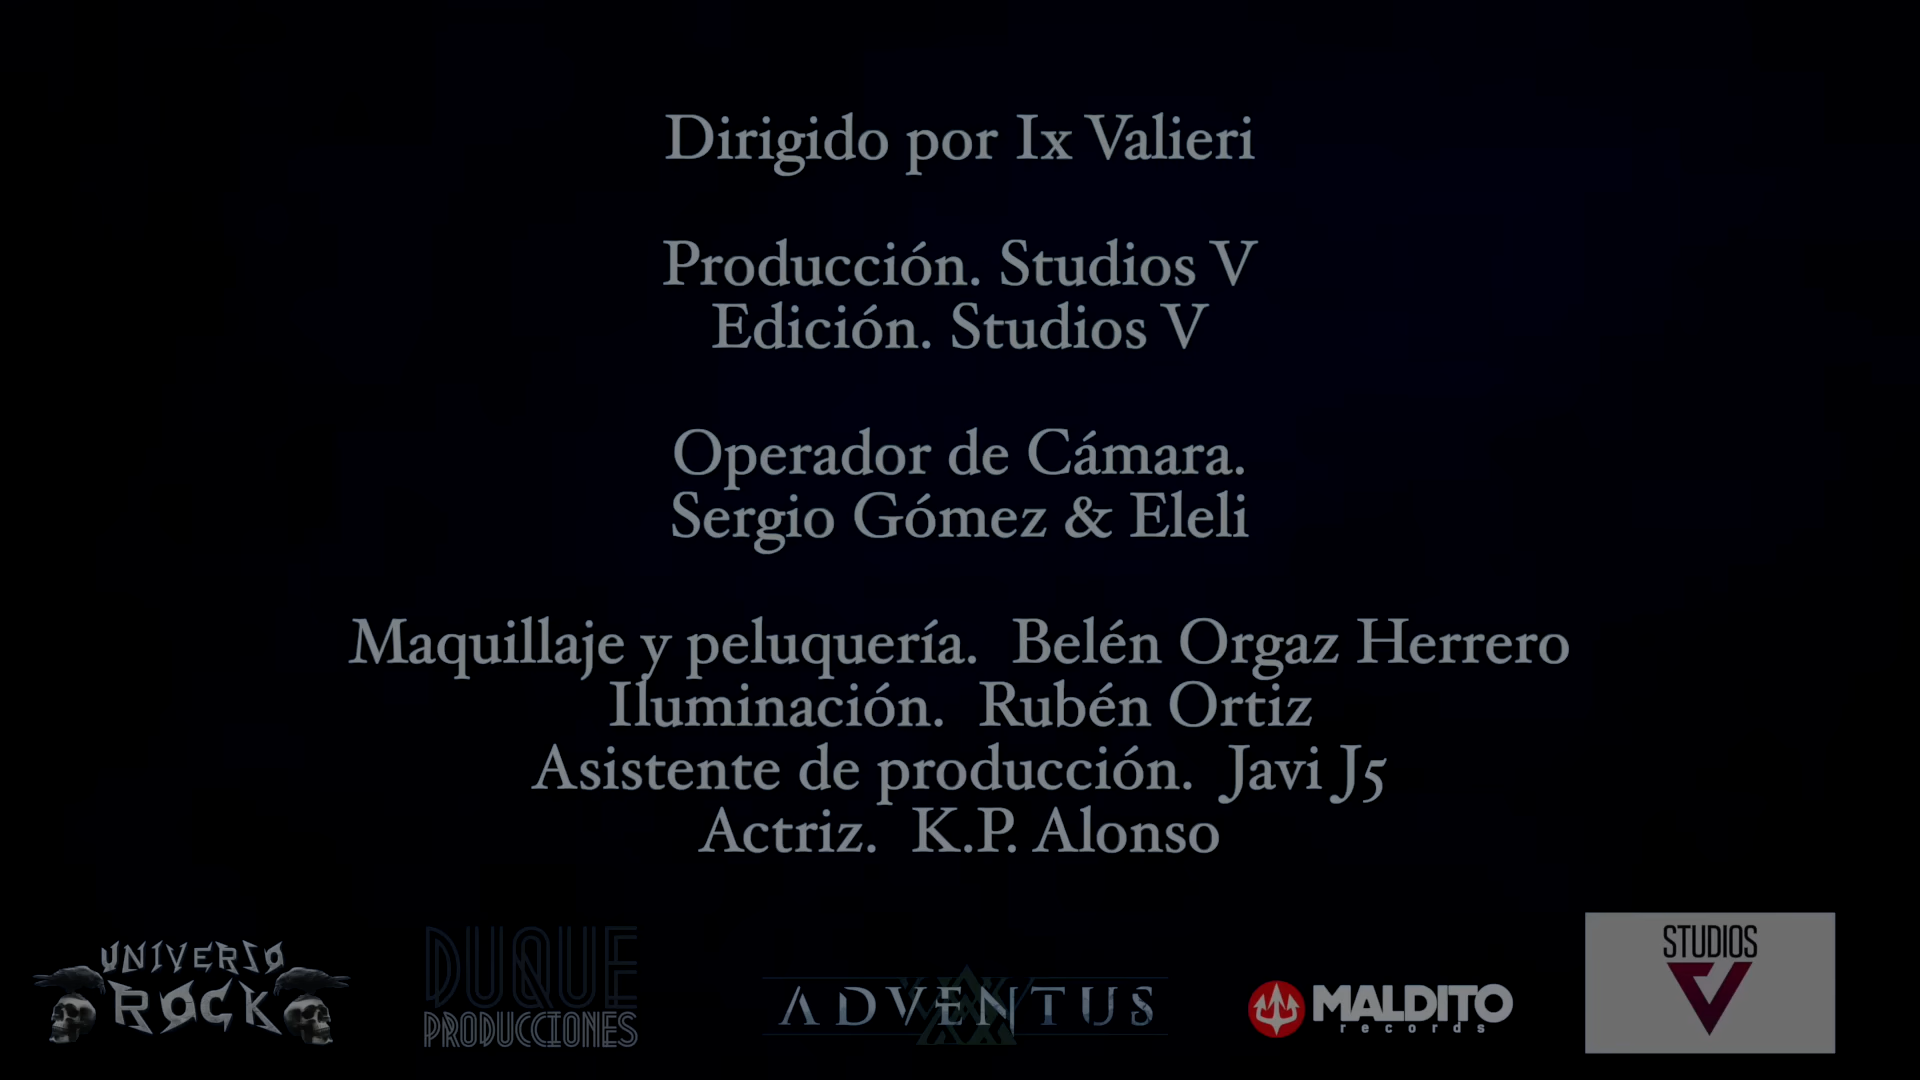 Dirigido por Ix Valieri
Producción. Studios V
Edición. Studios V
Operador de Cámara.
Sergio Gómez & Eleli
Maquillaje y peluquería. Belén Orgaz Herrero
Iluminación. Rubén Ortiz
Asistente de producción. Javi J5
Actriz. K.P. Alonso
UNIVERSO
ROCK
DUQUE
PRODUCCIONES
ADVENTUS
MALDITO
records
STUDIOS
V